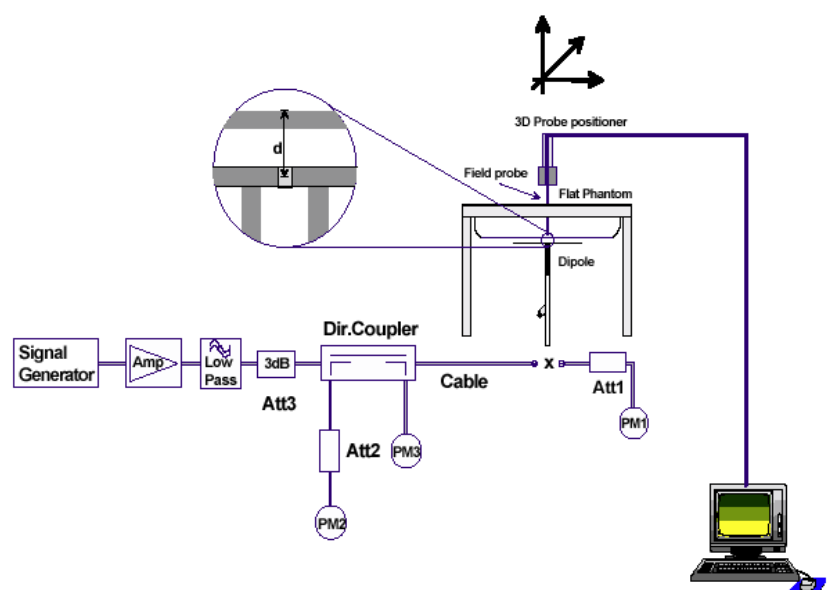 3D Probe positioner
d
Field probe
Flat Phantom
Dipole
Dir.Coupler
Signal
Generator
Amp
Low
Pass
3dB
Att3
Cable
x
Att1
PM1
Att2
PM3
PM2